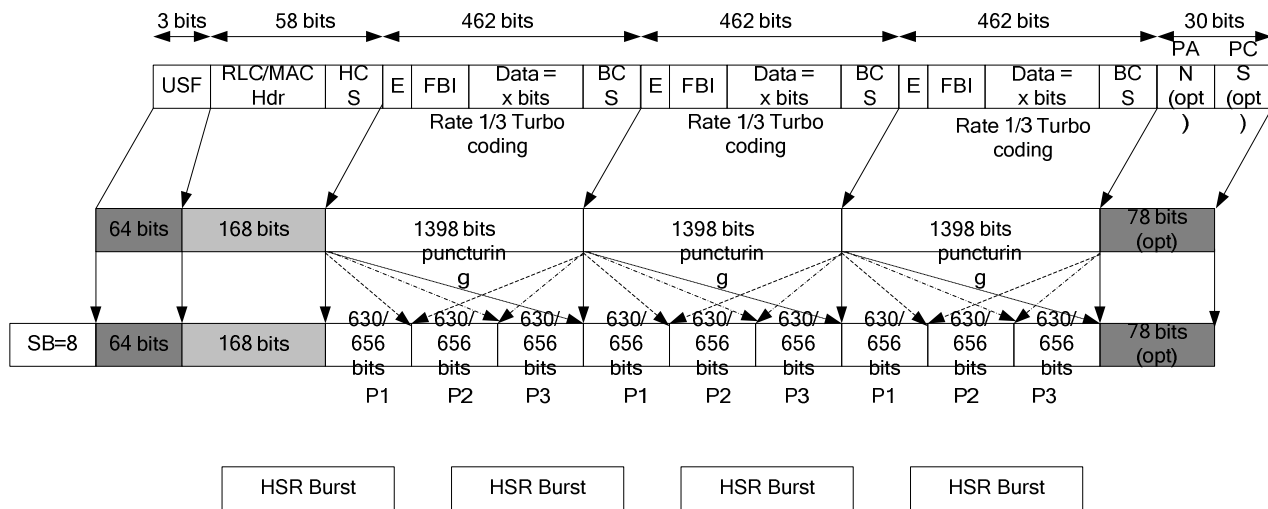 3 bits 58 bits 462 bits 462 bits 462 bits 30 bits
USF RLC/MAC Hdr HC S E FBI Data = x bits BC S E FBI Data = x bits BC S E FBI Data = x bits BC S PA N (opt ) PC S (opt )
Rate 1/3 Turbo coding Rate 1/3 Turbo coding Rate 1/3 Turbo coding
64 bits 168 bits 1398 bits puncturin g 1398 bits puncturin g 1398 bits puncturin g 78 bits (opt)
SB=8 64 bits 168 bits 630/ 656 bits 630/ 656 bits 630/ 656 bits 630/ 656 bits 630/ 656 bits 630/ 656 bits 630/ 656 bits 630/ 656 bits 630/ 656 bits 78 bits (opt)
P1 P2 P3 P1 P2 P3 P1 P2 P3
HSR Burst HSR Burst HSR Burst HSR Burst